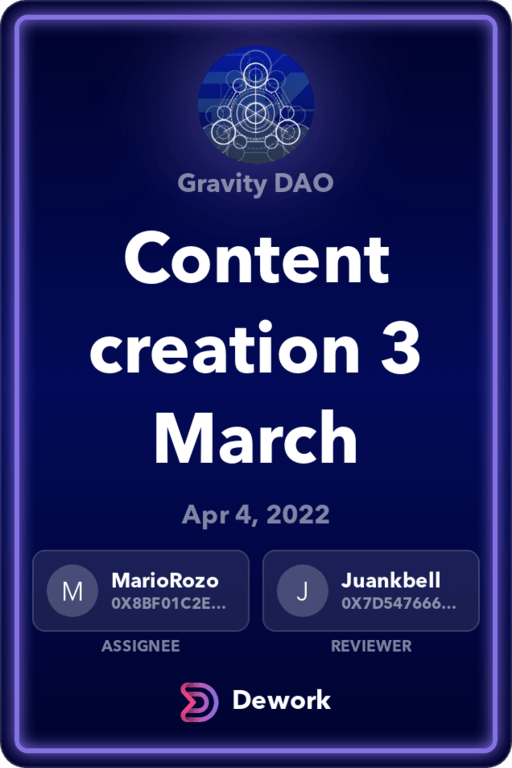 Gravity DAO
Content
creation 3
March
Apr 4, 2022
M MarioRozo
0X8BF01C2E...
J Juankbell
0X7D547666...
ASSIGNEE
REVIEWER
Dework